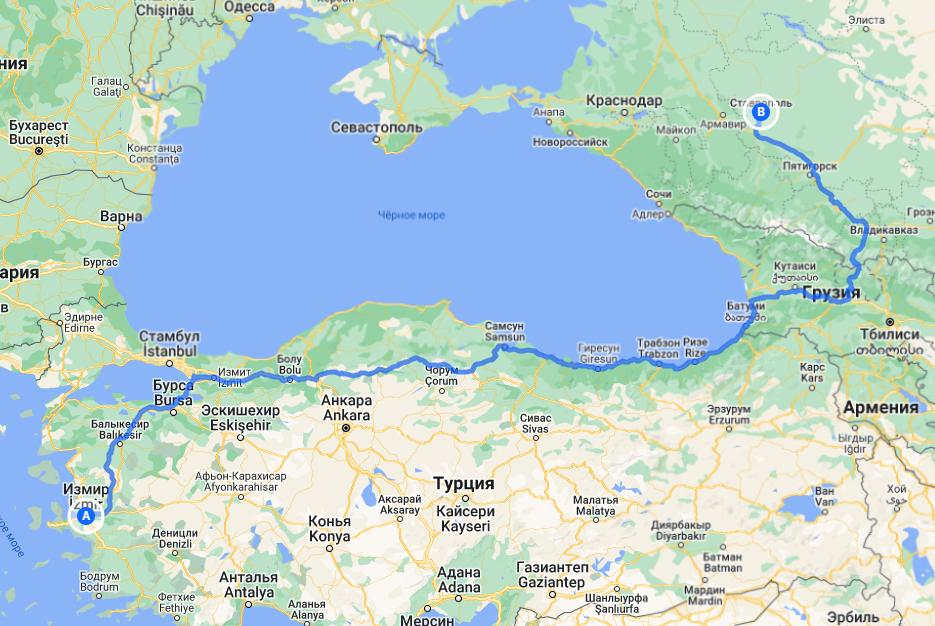 Chișinău
Одесса
Элиста
ния
Галац
Galați
Краснодар
Ставрополь
Анапа
Армавир
Бухарест
București
Севастополь
Майкоп
Новороссийск
Констанца
Constanța
Пятигорск
Сочи
Адлер
Варна
Чёрное море
Владикавказ
Бургас
Кутаиси
ария
Грузия
Батуми
ბათუმი
Эдирне
Edirne
Стамбул
İstanbul
Самсун
Samsun
Тбилиси
თბილისი
Гиресун
Giresun
Трабзон
Trabzon
Ризе
Rize
Болу
Bolu
Измит
İzmit
Чорум
Çorum
Карс
Kars
Бурса
Bursa
Анкара
Ankara
Эскишехир
Eskişehir
Армения
Эрзурум
Erzurum
Сивас
Sivas
Балыкесир
Balıkesir
Ыгдыр
Iğdır
Афьон-Карахисар
Afyonkarahisar
Турция
Измир
İzmir
A
B
Аксарай
Aksaray
Кайсери
Kayseri
Малатья
Malatya
Ван
Van
Хой
Конья
Konya
Диярбакыр
Diyarbakır
Денизли
Denizli
Батман
Batman
Бодрум
Bodrum
Анталья
Antalya
Адана
Adana
Газиантеп
Gaziantep
Мардин
Mardin
Фетхие
Fethiye
Аланья
Alanya
Шанлыурфа
Şanlıurfa
Мерсин
Эрбиль